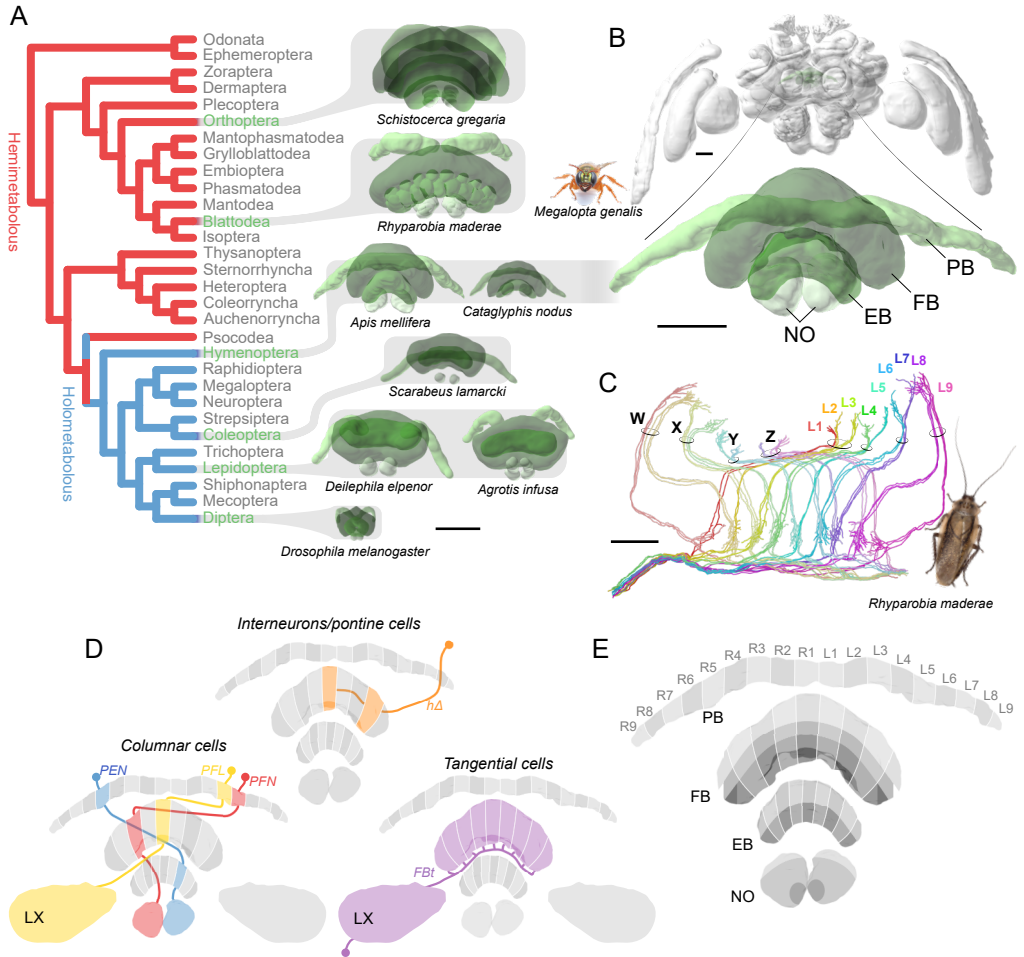 A
Hemimetabolous
Holometabolous
Odonata
Ephemeroptera
Zoraptera
Dermaptera
Plecoptera
Orthoptera
Mantophasmatodea
Grylloblattodea
Embioptera
Phasmatodea
Mantodea
Blattodea
Isoptera
Thysanoptera
Sternorrhyncha
Heteroptera
Coleorryncha
Auchenorryncha
Psocodea
Hymenoptera
Raphidioptera
Megaloptera
Neuroptera
Strepsiptera
Coleoptera
Trichoptera
Lepidoptera
Shiphonaptera
Mecoptera
Diptera
Schistocerca gregaria
Rhyparobia maderae
Apis mellifera
Cataglyphis nodus
Scarabeus lamarcki
Deilephila elpenor
Agrotis infusa
Drosophila melanogaster
B
Megalopta genalis
PB
FB
EB
NO
C
W
X
Y
Z
L1
L2
L3
L4
L5
L6
L7
L8
L9
Rhyparobia maderae
D
Interneurons/pontine cells
hΔ
Columnar cells
PEN
PFL
PFN
LX
Tangential cells
FBt
LX
E
R9
R8
R7
R6
R5
R4
R3
R2
R1
L1
L2
L3
L4
L5
L6
L7
L8
L9
PB
FB
EB
NO